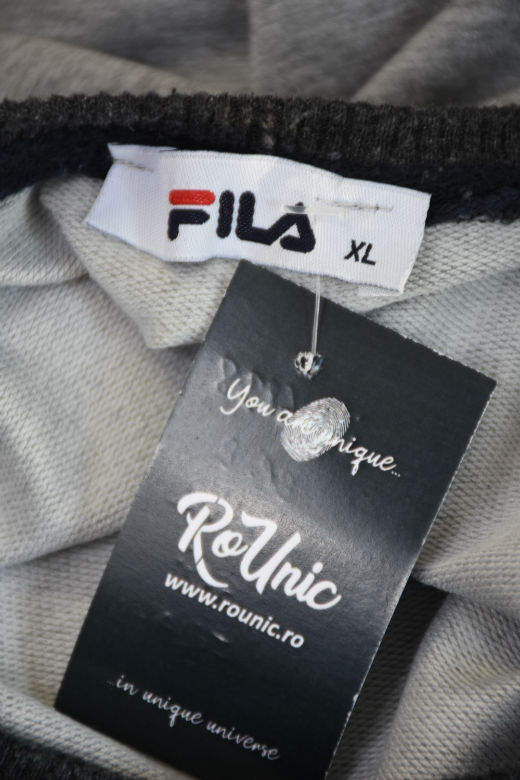 FILA
XL
You are unique...
RoUnic
www.rounic.ro
...in unique universe